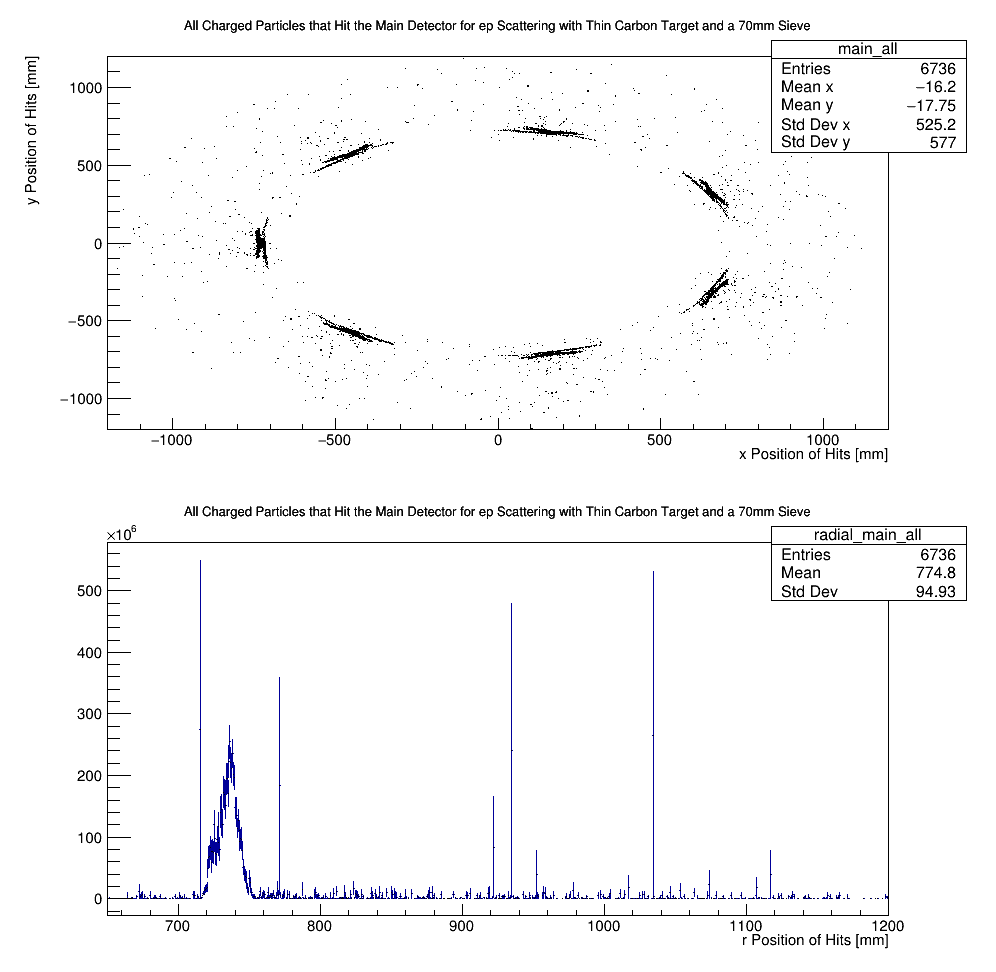 All Charged Particles that Hit the Main Detector for ep Scattering with Thin Carbon Target and a 70mm Sieve
main_all
Entries 6736
Mean x −16.2
Mean y −17.75
Std Dev x 525.2
Std Dev y 577
y Position of Hits [mm]
1000
500
0
−500
−1000
−1000 −500 0 500 1000
x Position of Hits [mm]
All Charged Particles that Hit the Main Detector for ep Scattering with Thin Carbon Target and a 70mm Sieve
radial_main_all
Entries 6736
Mean 774.8
Std Dev 94.93
×10⁶
500
400
300
200
100
0
700 800 900 1000 1100 1200
r Position of Hits [mm]